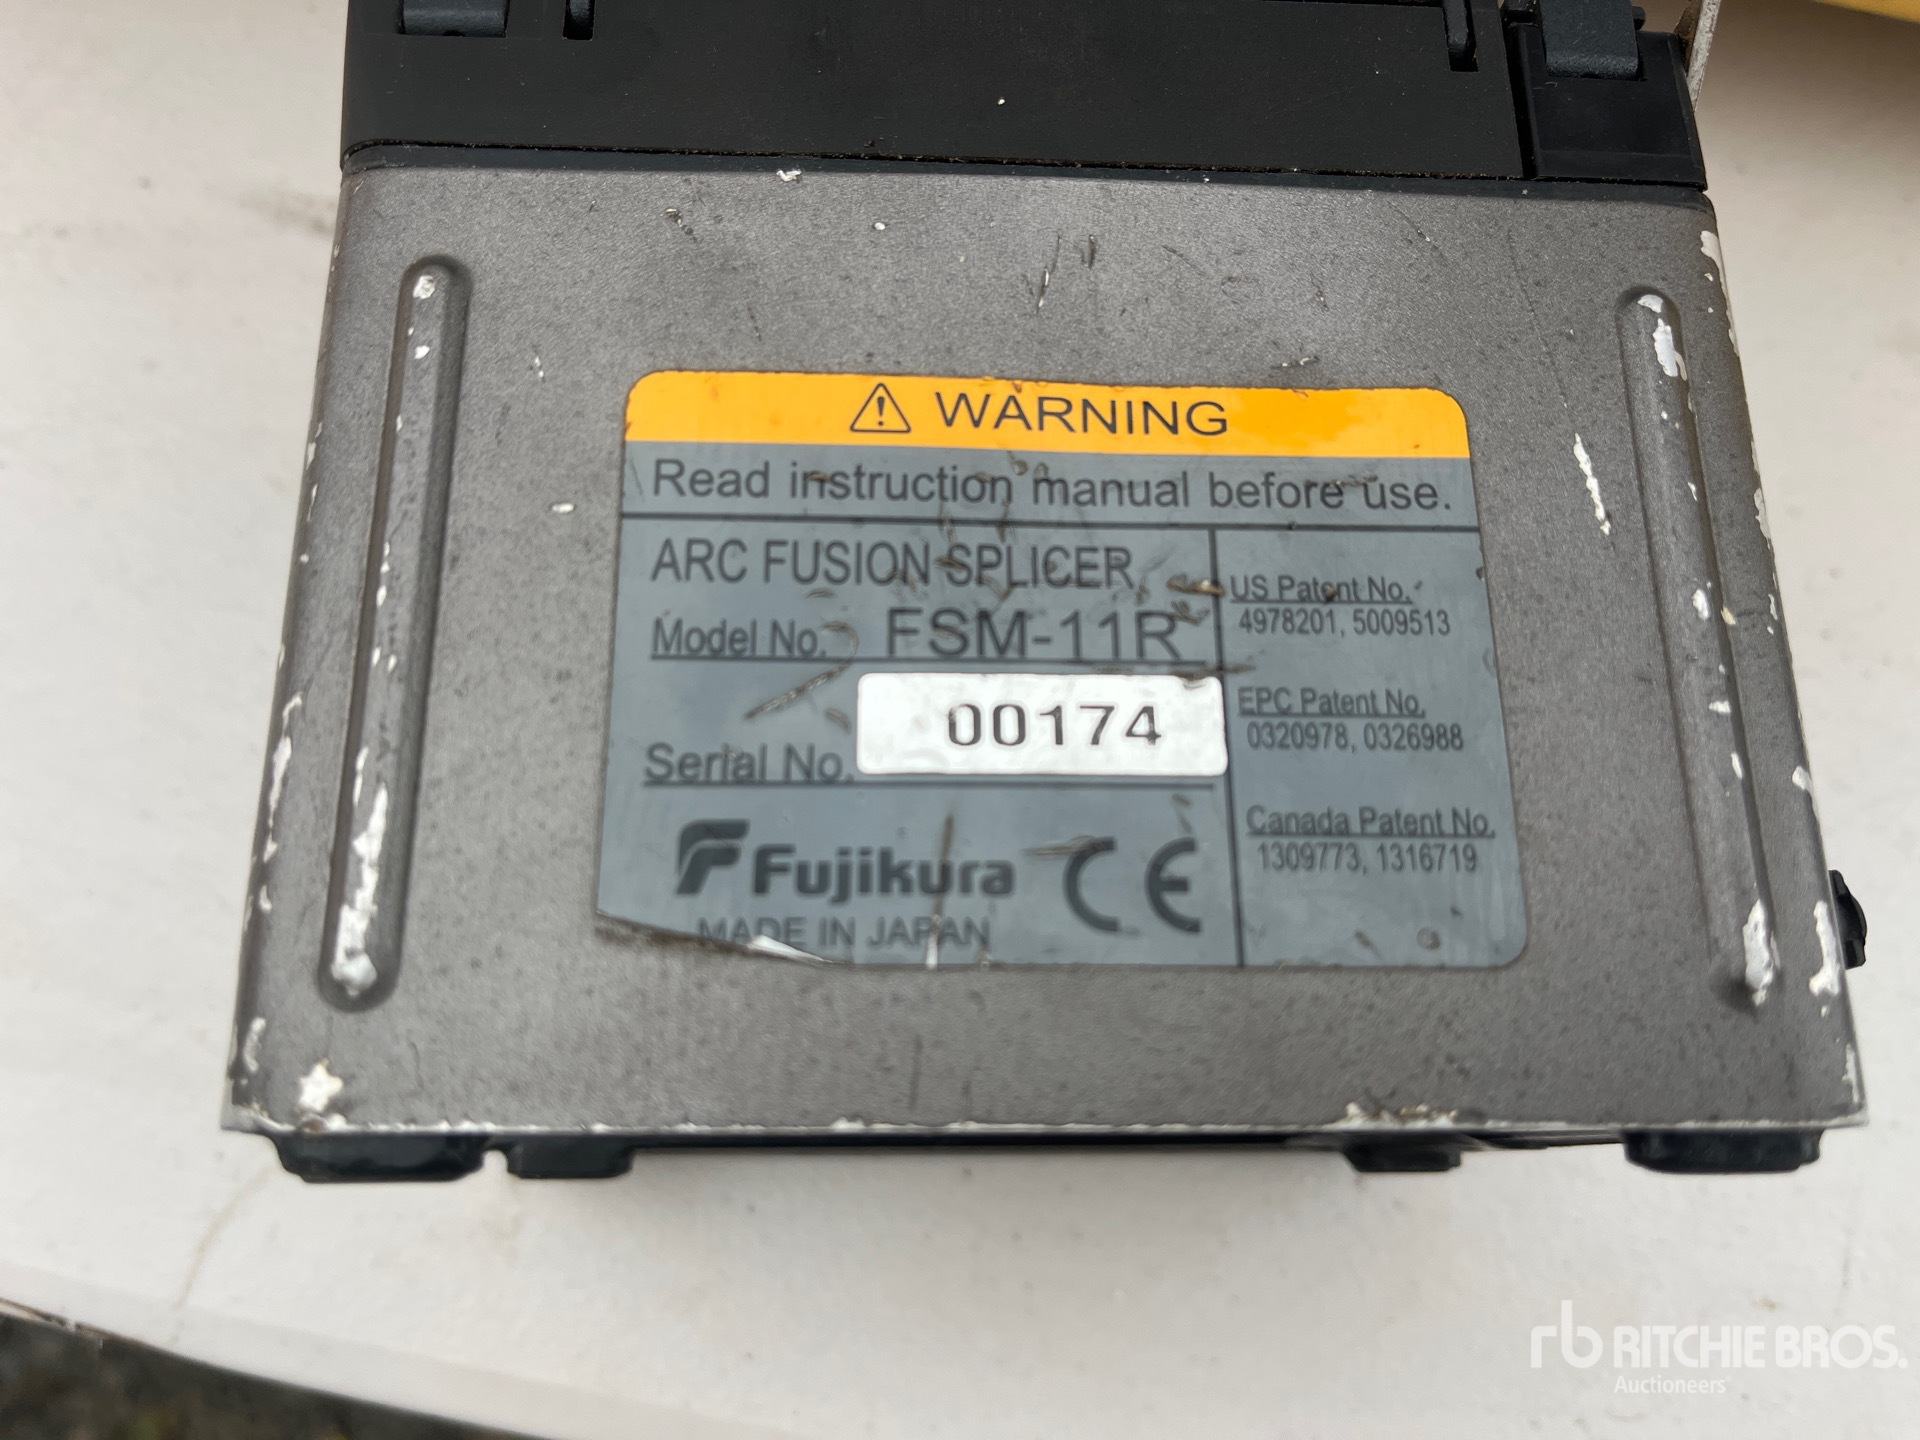 WARNING
Read instruction manual before use.
ARC FUSION SPLICER
Model No. FSM-11R
Serial No. 00174
Fujikura CE
MADE IN JAPAN
US Patent No.
4978201, 5009513
EPC Patent No.
0320978, 0326988
Canada Patent No.
1309773, 1316719
rb RITCHIE BROS.
Auctioneers